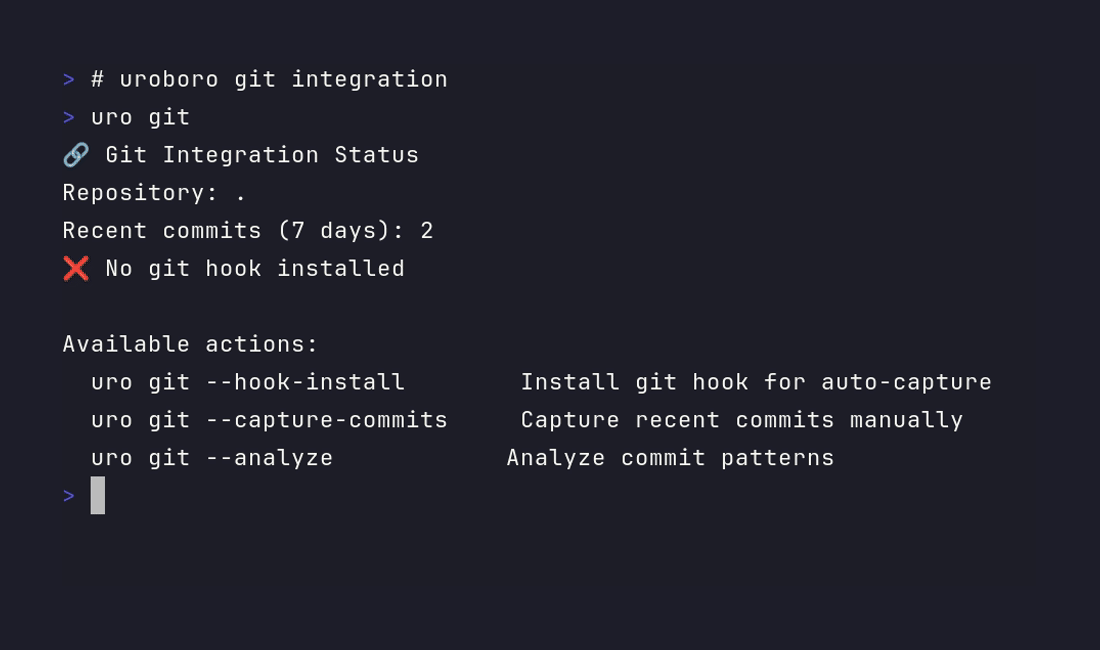 > # uroboro git integration
> uro git
🔗 Git Integration Status
Repository: .
Recent commits (7 days): 2
❌ No git hook installed
Available actions:
  uro git --hook-install        Install git hook for auto-capture
  uro git --capture-commits     Capture recent commits manually
  uro git --analyze            Analyze commit patterns
>